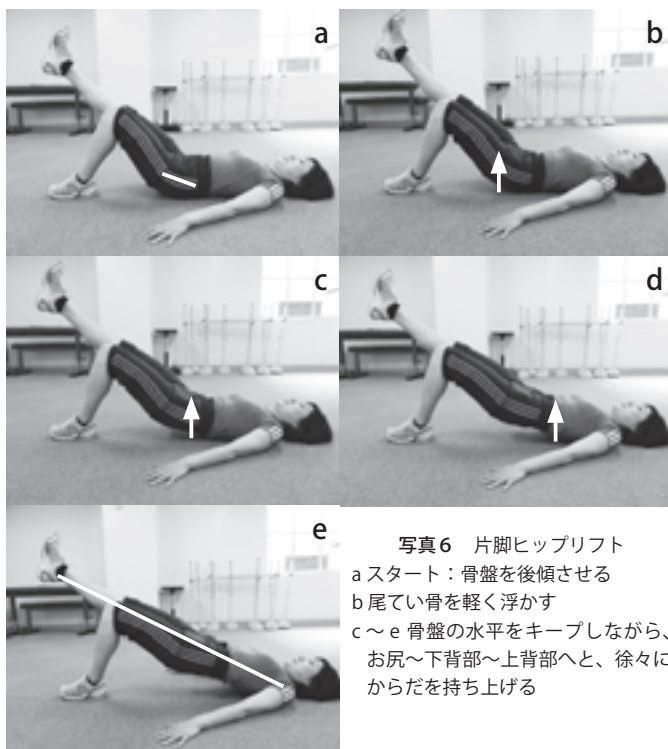 a
b
c
d
e
写真6　片脚ヒップリフト
a スタート：骨盤を後傾させる
b 尾てい骨を軽く浮かす
c ～ e 骨盤の水平をキープしながら、
お尻～下背部～上背部へと、徐々に
からだを持ち上げる